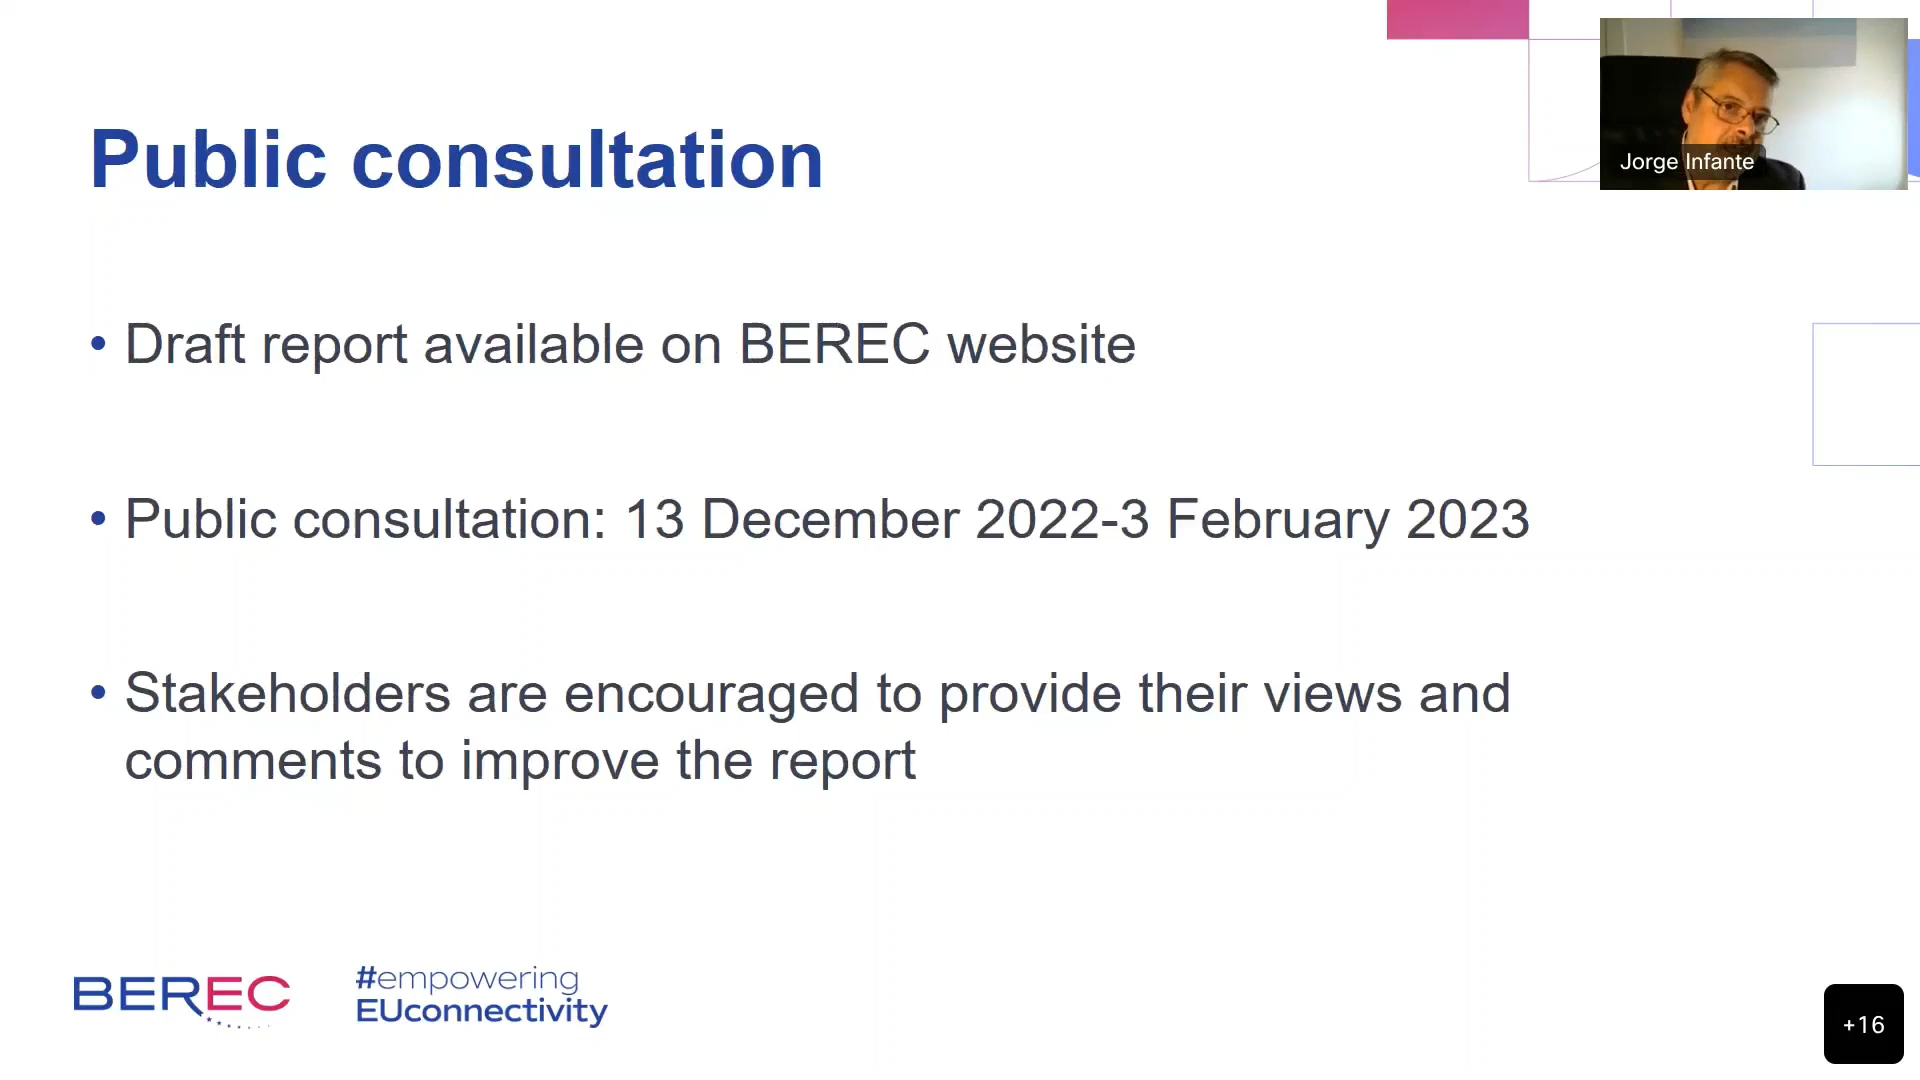 Public consultation
Jorge Infante
• Draft report available on BEREC website
• Public consultation: 13 December 2022-3 February 2023
• Stakeholders are encouraged to provide their views and
comments to improve the report
BEREC
#empowering
EUconnectivity
+16